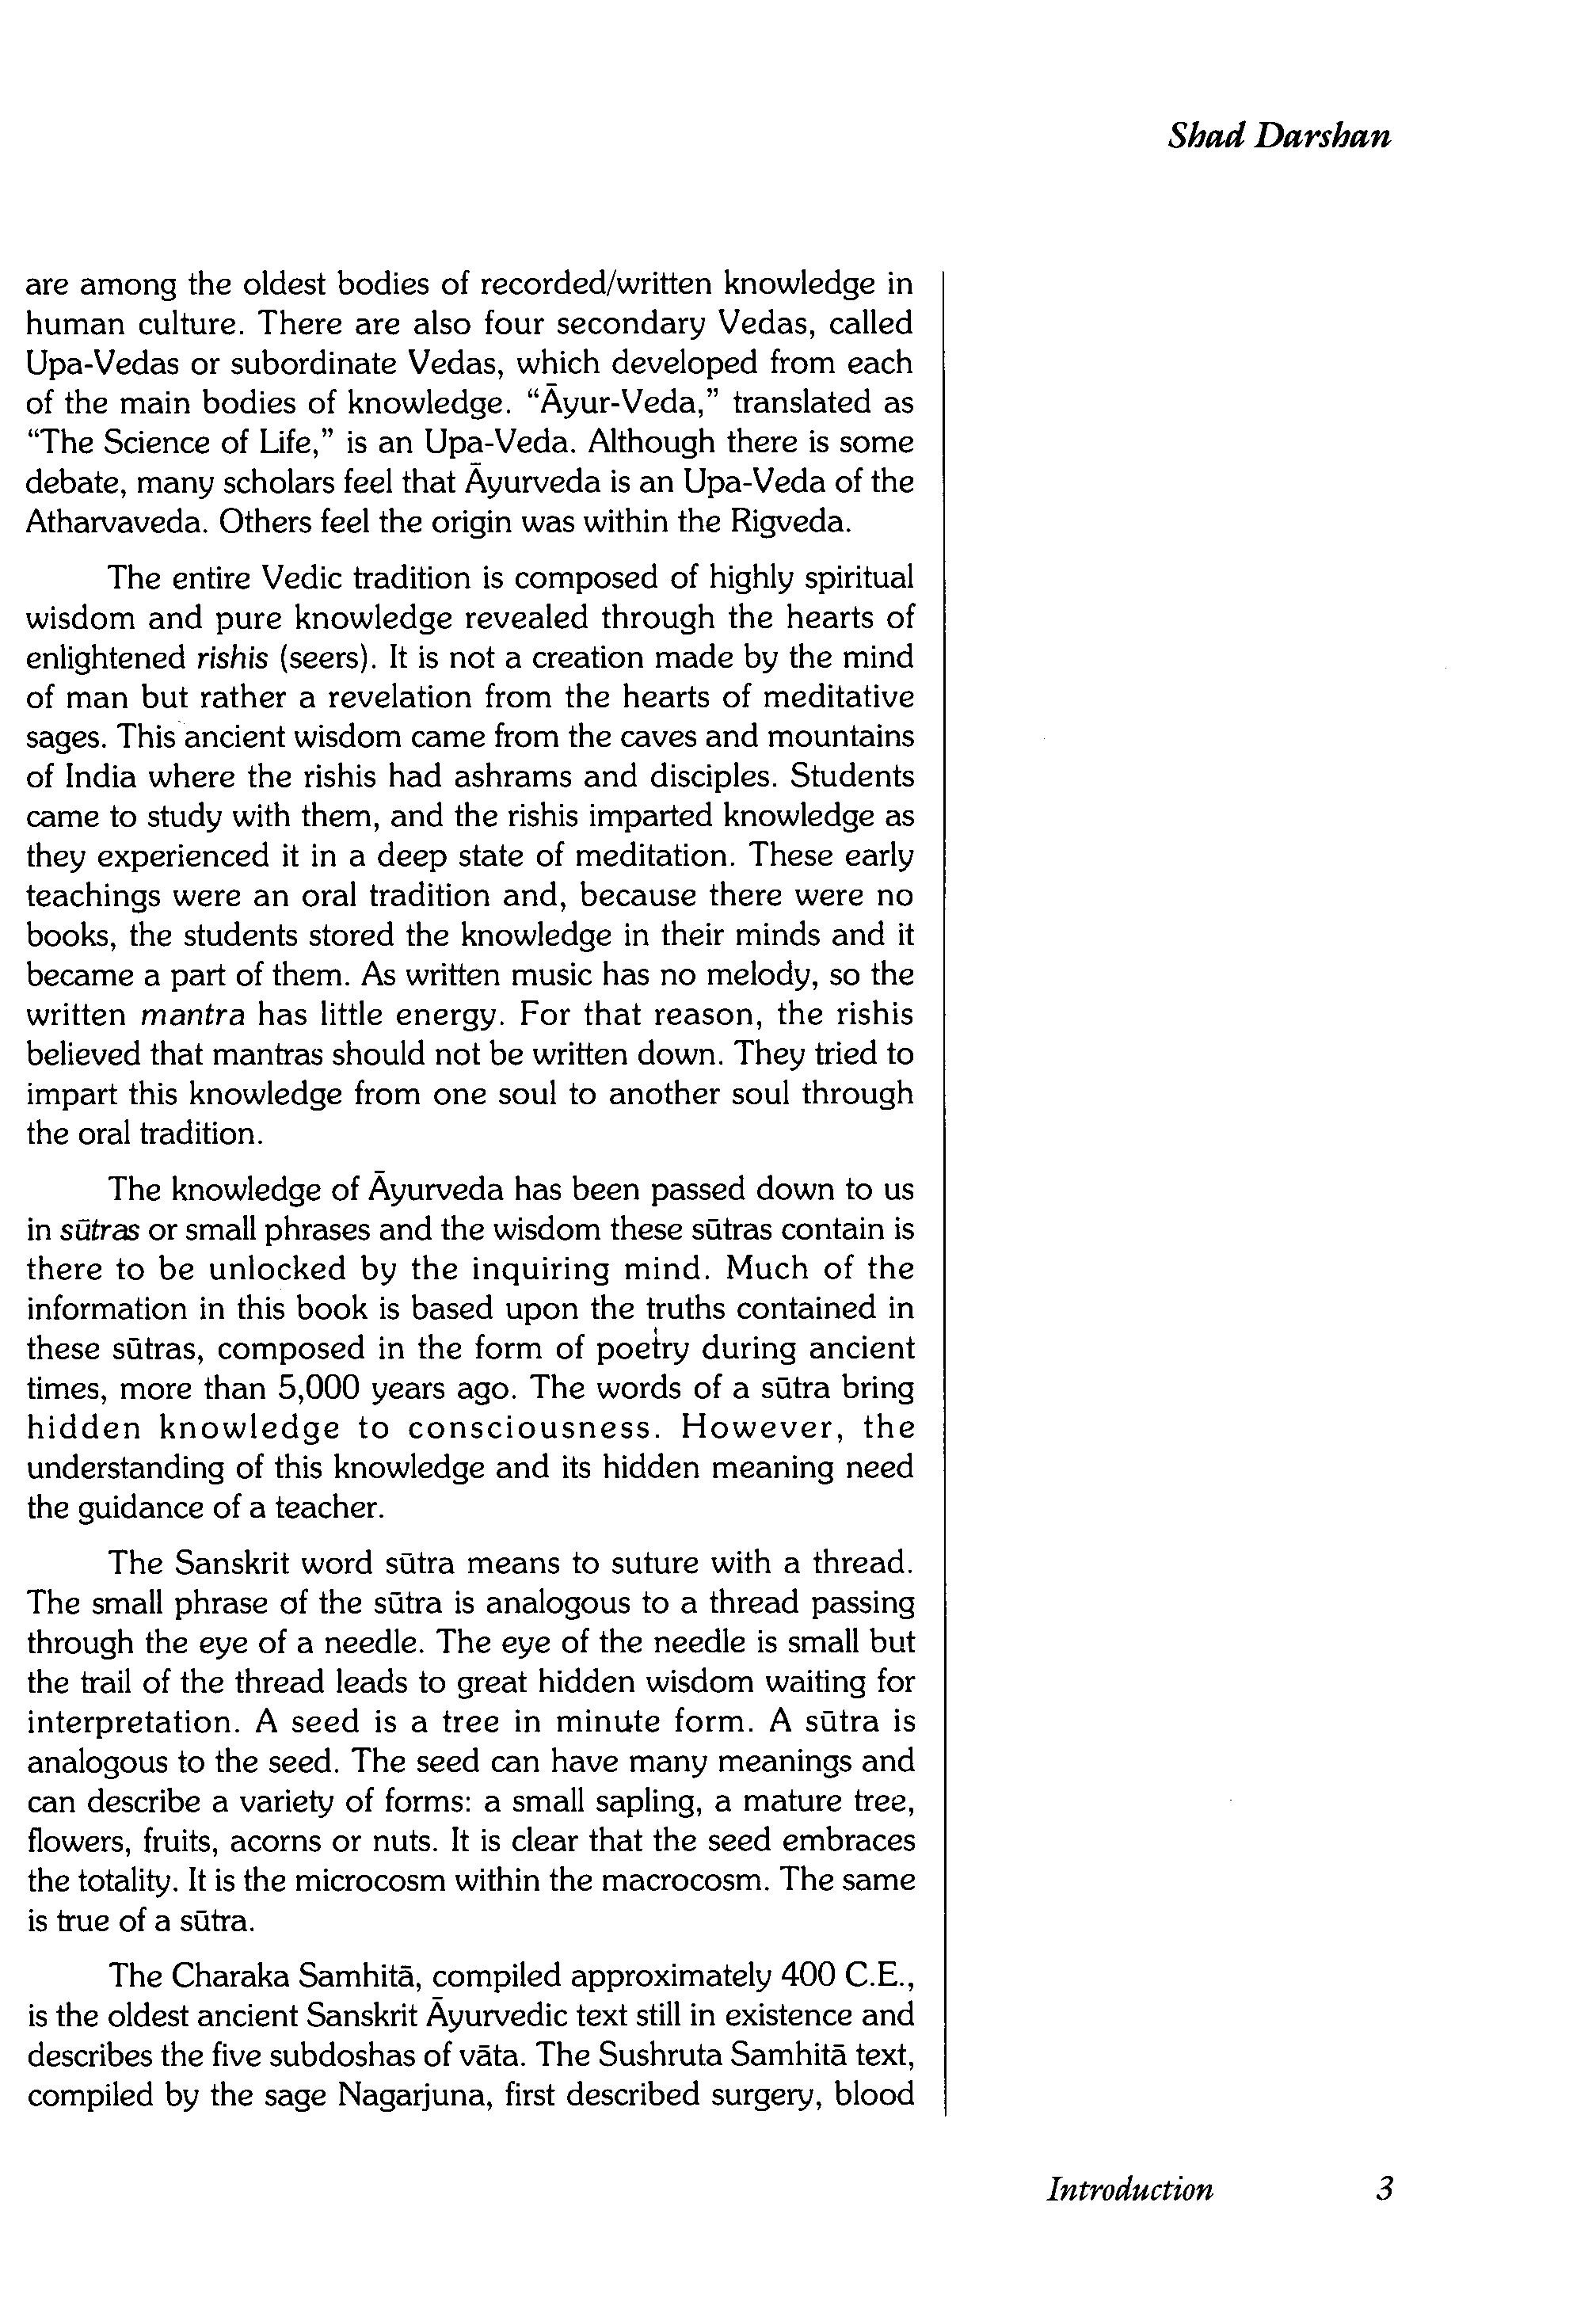 Shad Darshan
are among the oldest bodies of recorded/written knowledge in
human culture. There are also four secondary Vedas, called
Upa-Vedas or subordinate Vedas, which developed from each
of the main bodies of knowledge. “Āyur-Veda,” translated as
“The Science of Life,” is an Upa-Veda. Although there is some
debate, many scholars feel that Āyurveda is an Upa-Veda of the
Atharvaveda. Others feel the origin was within the Rigveda.
The entire Vedic tradition is composed of highly spiritual
wisdom and pure knowledge revealed through the hearts of
enlightened rishis (seers). It is not a creation made by the mind
of man but rather a revelation from the hearts of meditative
sages. This ancient wisdom came from the caves and mountains
of India where the rishis had ashrams and disciples. Students
came to study with them, and the rishis imparted knowledge as
they experienced it in a deep state of meditation. These early
teachings were an oral tradition and, because there were no
books, the students stored the knowledge in their minds and it
became a part of them. As written music has no melody, so the
written mantra has little energy. For that reason, the rishis
believed that mantras should not be written down. They tried to
impart this knowledge from one soul to another soul through
the oral tradition.
The knowledge of Āyurveda has been passed down to us
in sūtras or small phrases and the wisdom these sūtras contain is
there to be unlocked by the inquiring mind. Much of the
information in this book is based upon the truths contained in
these sūtras, composed in the form of poetry during ancient
times, more than 5,000 years ago. The words of a sūtra bring
hidden knowledge to consciousness. However, the
understanding of this knowledge and its hidden meaning need
the guidance of a teacher.
The Sanskrit word sūtra means to suture with a thread.
The small phrase of the sūtra is analogous to a thread passing
through the eye of a needle. The eye of the needle is small but
the trail of the thread leads to great hidden wisdom waiting for
interpretation. A seed is a tree in minute form. A sūtra is
analogous to the seed. The seed can have many meanings and
can describe a variety of forms: a small sapling, a mature tree,
flowers, fruits, acorns or nuts. It is clear that the seed embraces
the totality. It is the microcosm within the macrocosm. The same
is true of a sūtra.
The Charaka Samhitā, compiled approximately 400 C.E.,
is the oldest ancient Sanskrit Āyurvedic text still in existence and
describes the five subdoshas of vāta. The Sushruta Samhitā text,
compiled by the sage Nagarjuna, first described surgery, blood
Introduction 3